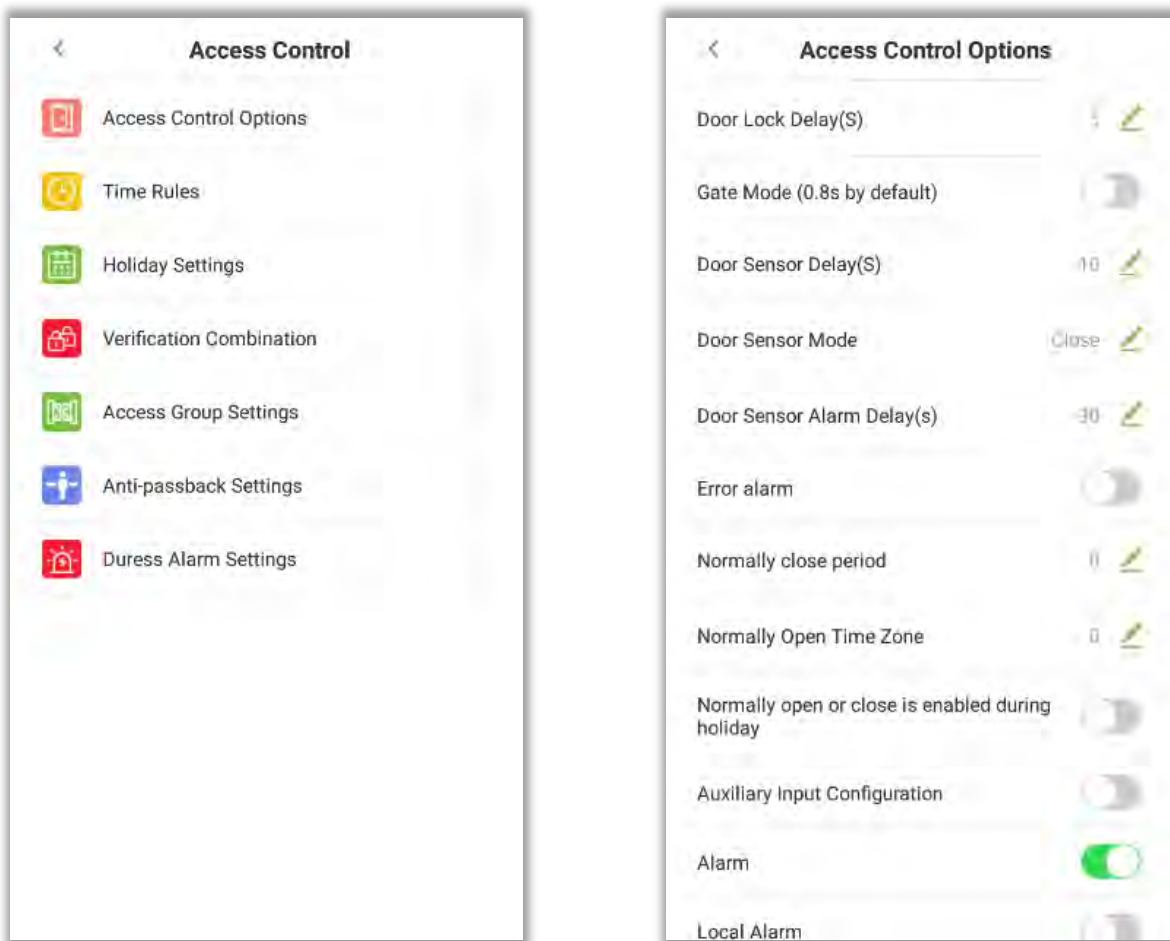 Access Control
Access Control Options
Time Rules
Holiday Settings
Verification Combination
Access Group Settings
Anti-passback Settings
Duress Alarm Settings
Access Control Options
Door Lock Delay(S)
Gate Mode (0.8s by default)
Door Sensor Delay(S) 10
Door Sensor Mode Close
Door Sensor Alarm Delay(s) 30
Error alarm
Normally close period 0
Normally Open Time Zone 0
Normally open or close is enabled during
holiday
Auxiliary Input Configuration
Alarm
Local Alarm